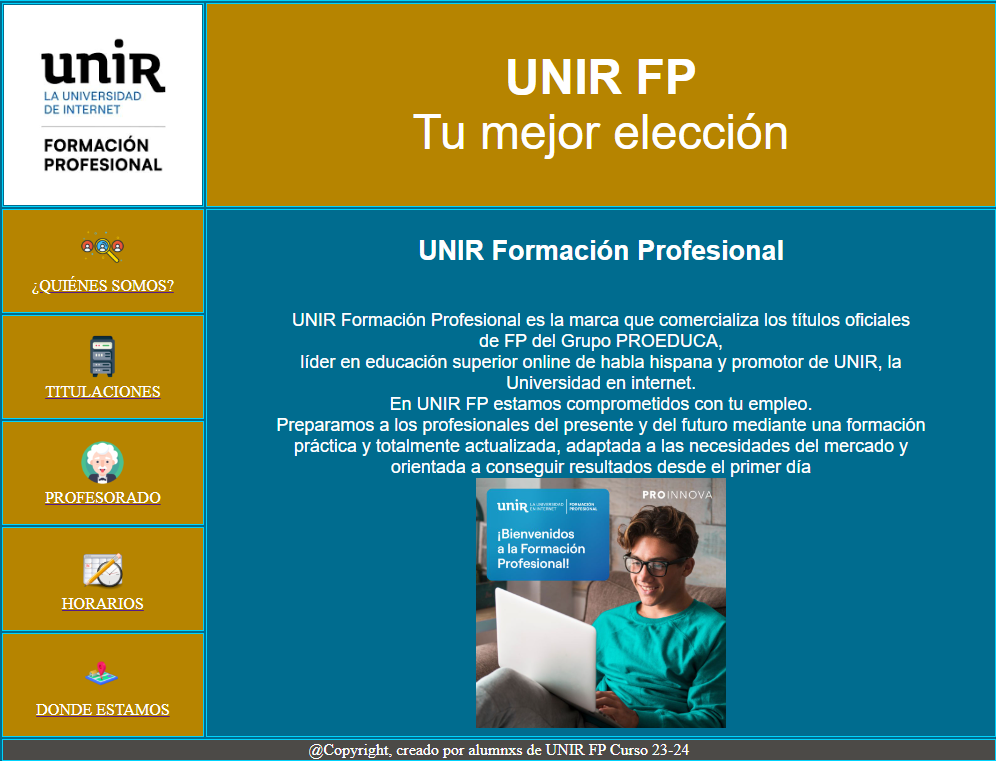 unir
LA UNIVERSIDAD
DE INTERNET
FORMACIÓN
PROFESIONAL
UNIR FP
Tu mejor elección
¿QUIÉNES SOMOS?
TITULACIONES
PROFESORADO
HORARIOS
DONDE ESTAMOS
UNIR Formación Profesional
UNIR Formación Profesional es la marca que comercializa los títulos oficiales
de FP del Grupo PROEDUCA,
líder en educación superior online de habla hispana y promotor de UNIR, la
Universidad en internet.
En UNIR FP estamos comprometidos con tu empleo.
Preparamos a los profesionales del presente y del futuro mediante una formación
práctica y totalmente actualizada, adaptada a las necesidades del mercado y
orientada a conseguir resultados desde el primer día
unir
LA UNIVERSIDAD
EN INTERNET
FORMACIÓN
PROFESIONAL
PROINNOVA
¡Bienvenidos
a la Formación
Profesional!
@Copyright, creado por alumnxs de UNIR FP Curso 23-24